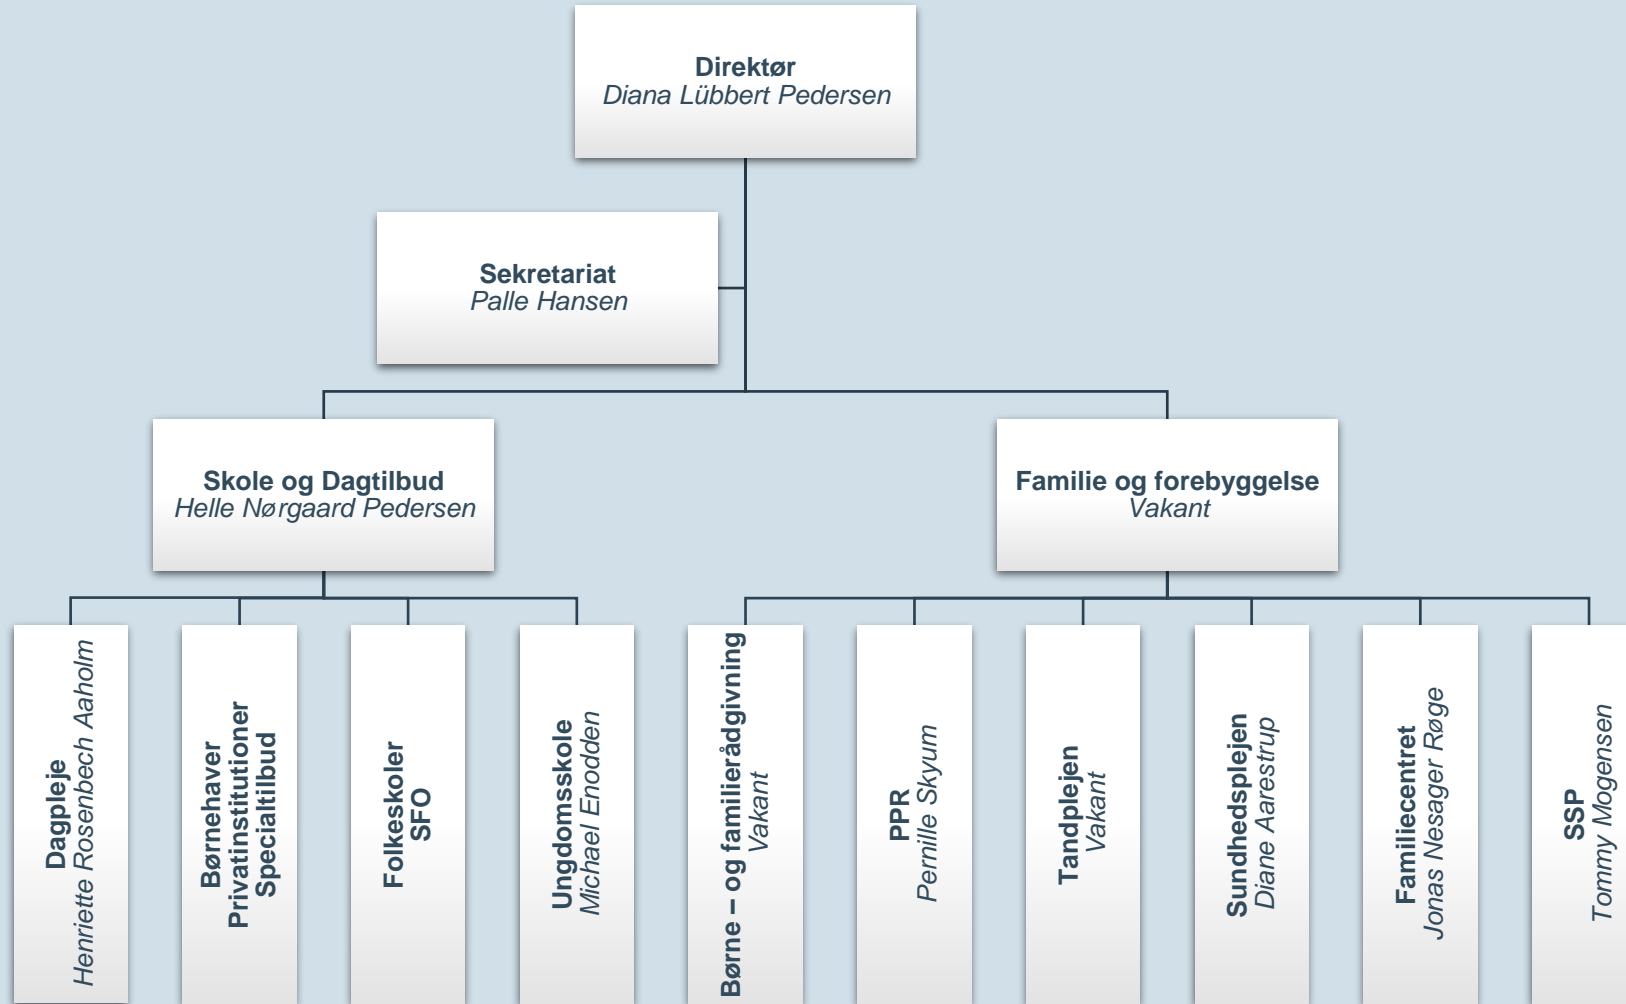 Direktør
Diana Lübbert Pedersen
Sekretariat
Palle Hansen
Skole og Dagtilbud
Helle Nørgaard Pedersen
Familie og forebyggelse
Vakant
Dagpleje
Henriette Rosenbech Aaholm
Børnehaver
Privatinstitutioner
Specialtilbud
Folkeskoler
SFO
Ungdomsskole
Michael Enodden
Børne – og familierådgivning
Vakant
PPR
Pernille Skyum
Tandplejen
Vakant
Sundhedsplejen
Diane Aarestrup
Familiecentret
Jonas Nesager Røge
SSP
Tommy Mogensen